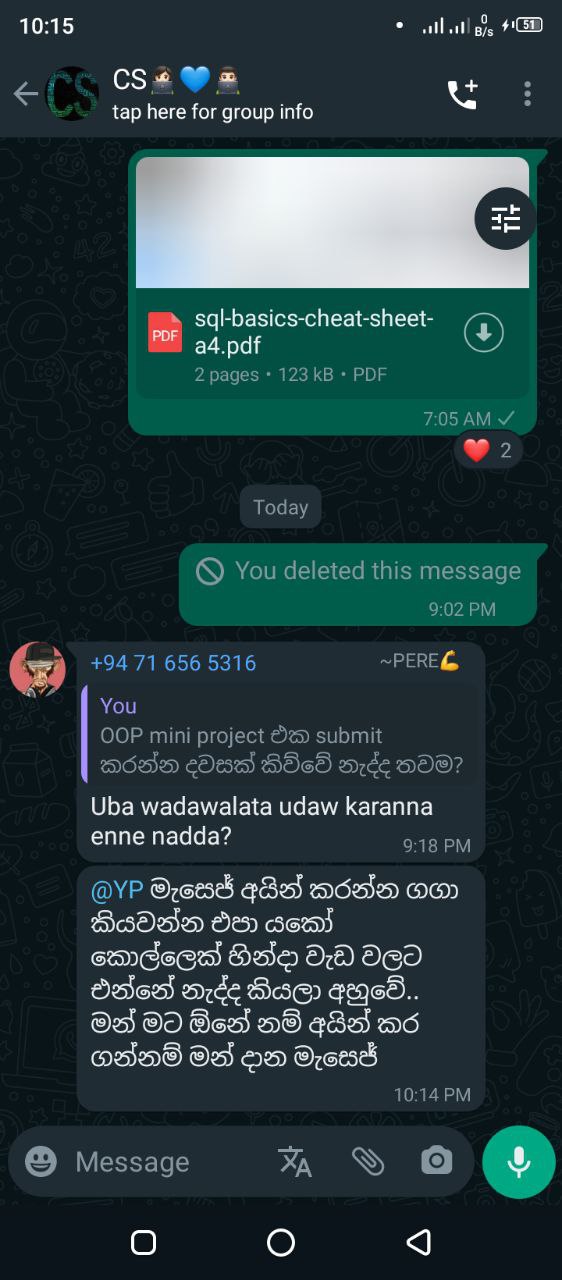 10:15
0
B/s
51
CS👩🏻‍💻💙👨🏻‍💻
tap here for group info
CS
PDF
sql-basics-cheat-sheet-
a4.pdf
2 pages • 123 kB • PDF
7:05 AM
❤️ 2
Today
You deleted this message
9:02 PM
+94 71 656 5316
~PERE💪
You
OOP mini project එක submit
කරන්න දවසක් කිව්වේ නැද්ද තවම?
Uba wadawalata udaw karanna
enne nadda?
9:18 PM
@YP මැසෙජ් අයින් කරන්න ගගා
කියවන්න එපා යකෝ
කොල්ලෙක් හින්දා වැඩ වලට
එන්නේ නැද්ද කියලා අහුවේ..
මන් මට ඕනේ නම් අයින් කර
ගන්නම් මන් දාන මැසෙජ්
10:14 PM
Message